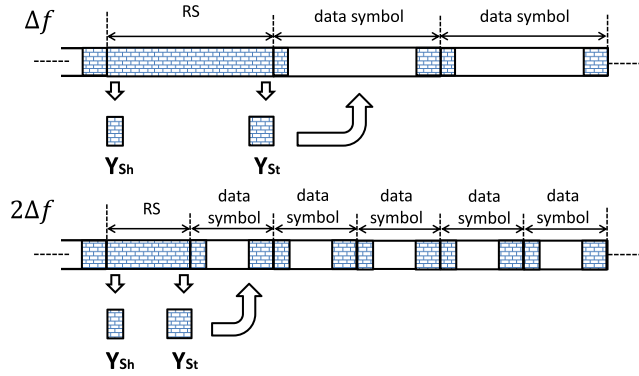 Δf
RS
data symbol
data symbol
Y_Sh
Y_St
2Δf
RS
data
symbol
data
symbol
data
symbol
data
symbol
data
symbol
Y_Sh
Y_St